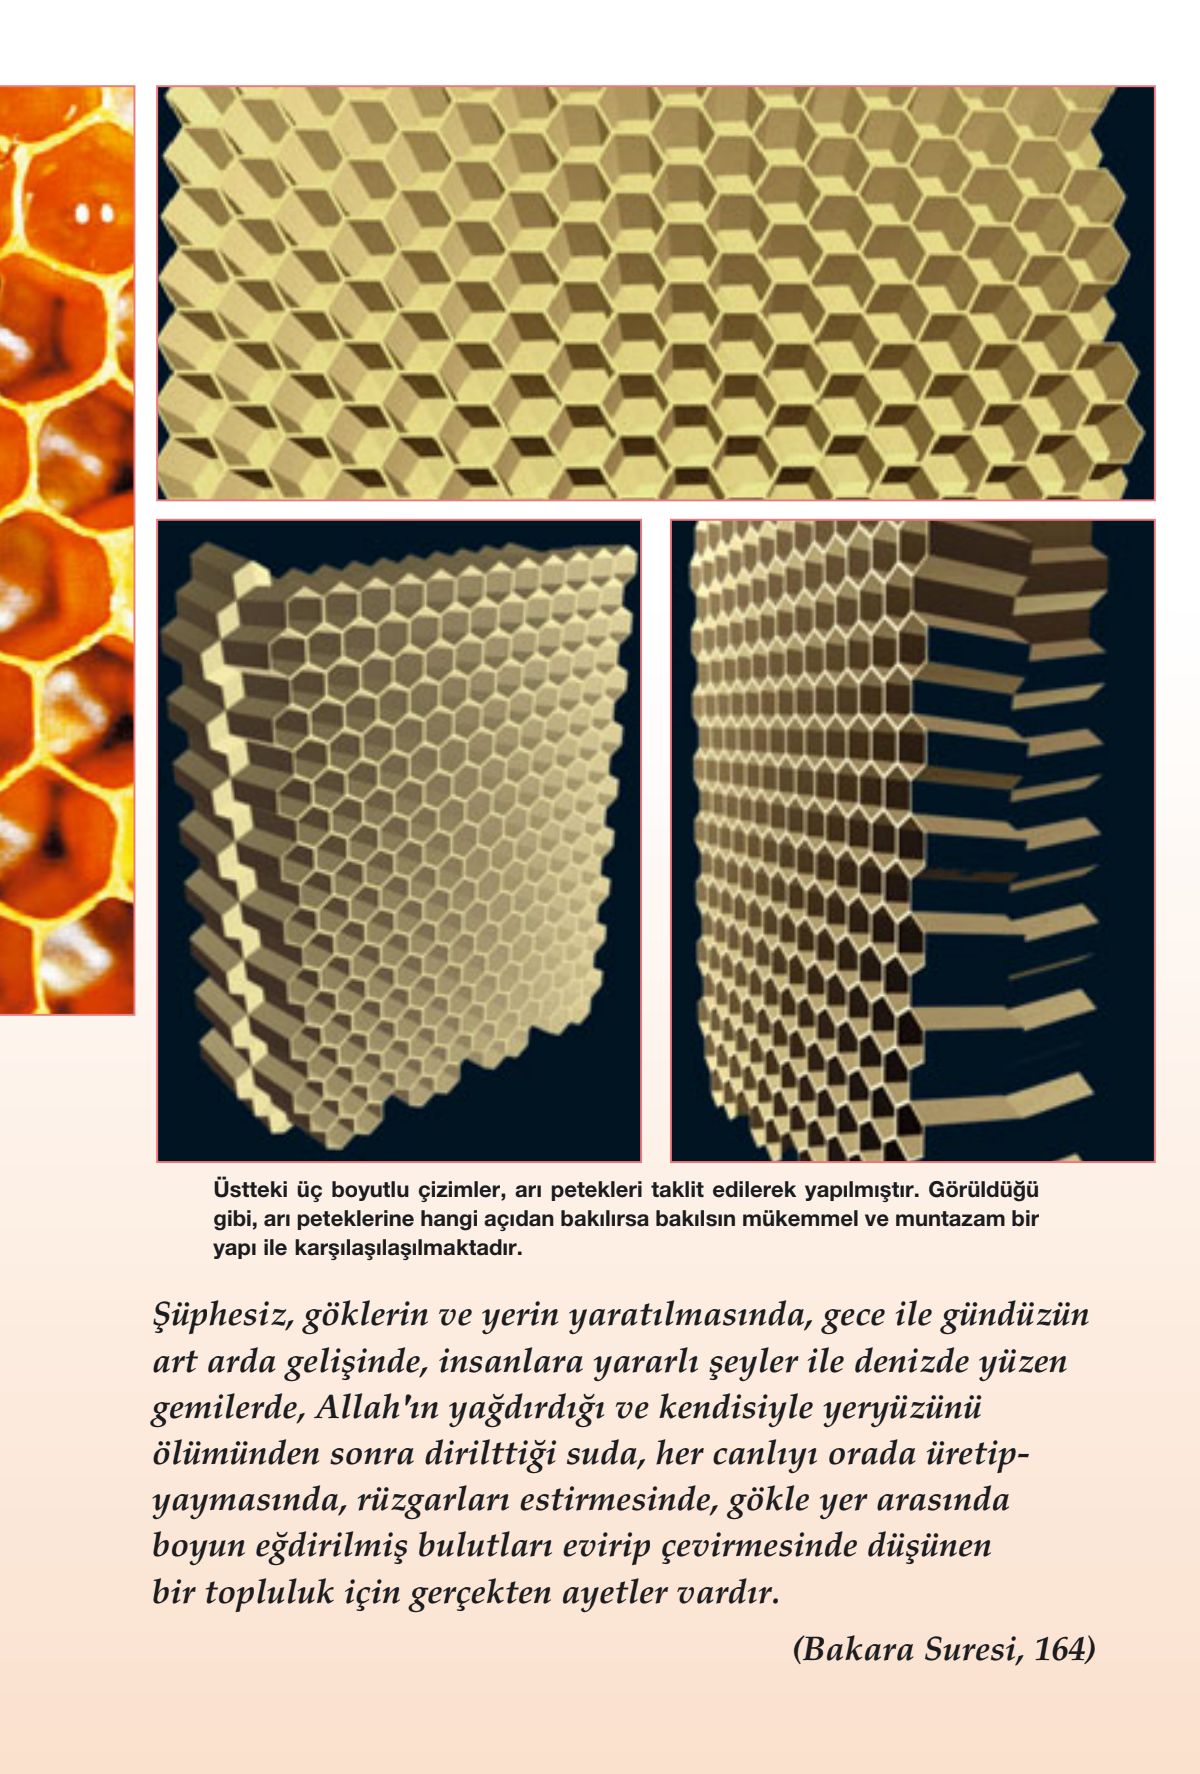 Üstteki üç boyutlu çizimler, arı petekleri taklit edilerek yapılmıştır. Görüldüğü
gibi, arı peteklerine hangi açıdan bakılırsa bakılsın mükemmel ve muntazam bir
yapı ile karşılaşılaşılmaktadır.
Şüphesiz, göklerin ve yerin yaratılmasında, gece ile gündüzün
art arda gelişinde, insanlara yararlı şeyler ile denizde yüzen
gemilerde, Allah'ın yağdırdığı ve kendisiyle yeryüzünü
ölümünden sonra dirilttiği suda, her canlıyı orada üretip-
yaymasında, rüzgarları estirmesinde, gökle yer arasında
boyun eğdirilmiş bulutları evirip çevirmesinde düşünen
bir topluluk için gerçekten ayetler vardır.
(Bakara Suresi, 164)